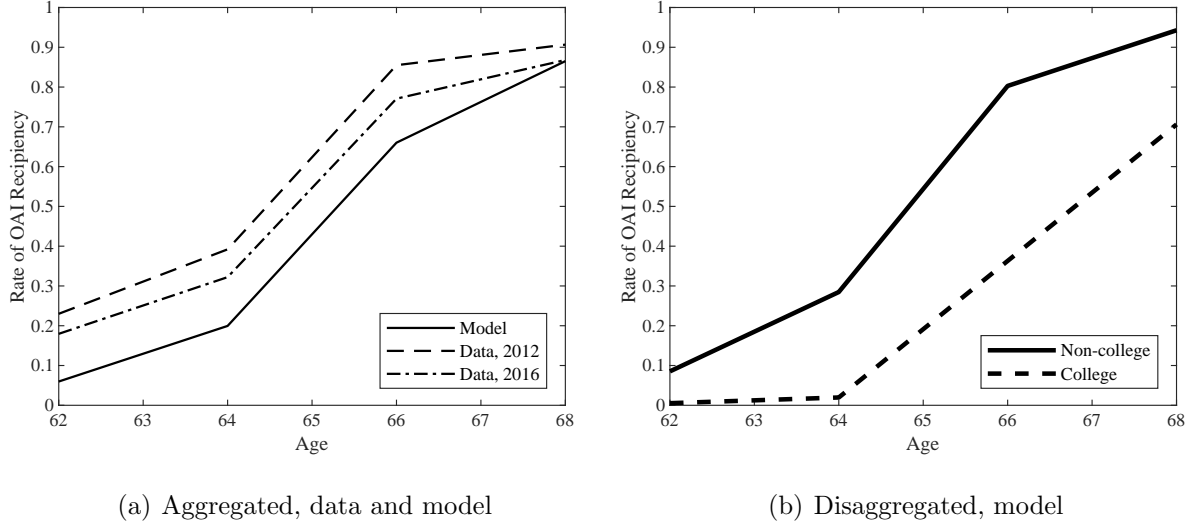 1
0.9
0.8
0.7
0.6
0.5
0.4
0.3
0.2
0.1
0
Rate of OAI Recipiency
62 63 64 65 66 67 68
Age
Model
Data, 2012
Data, 2016
(a) Aggregated, data and model
1
0.9
0.8
0.7
0.6
0.5
0.4
0.3
0.2
0.1
0
Rate of OAI Recipiency
62 63 64 65 66 67 68
Age
Non-college
College
(b) Disaggregated, model